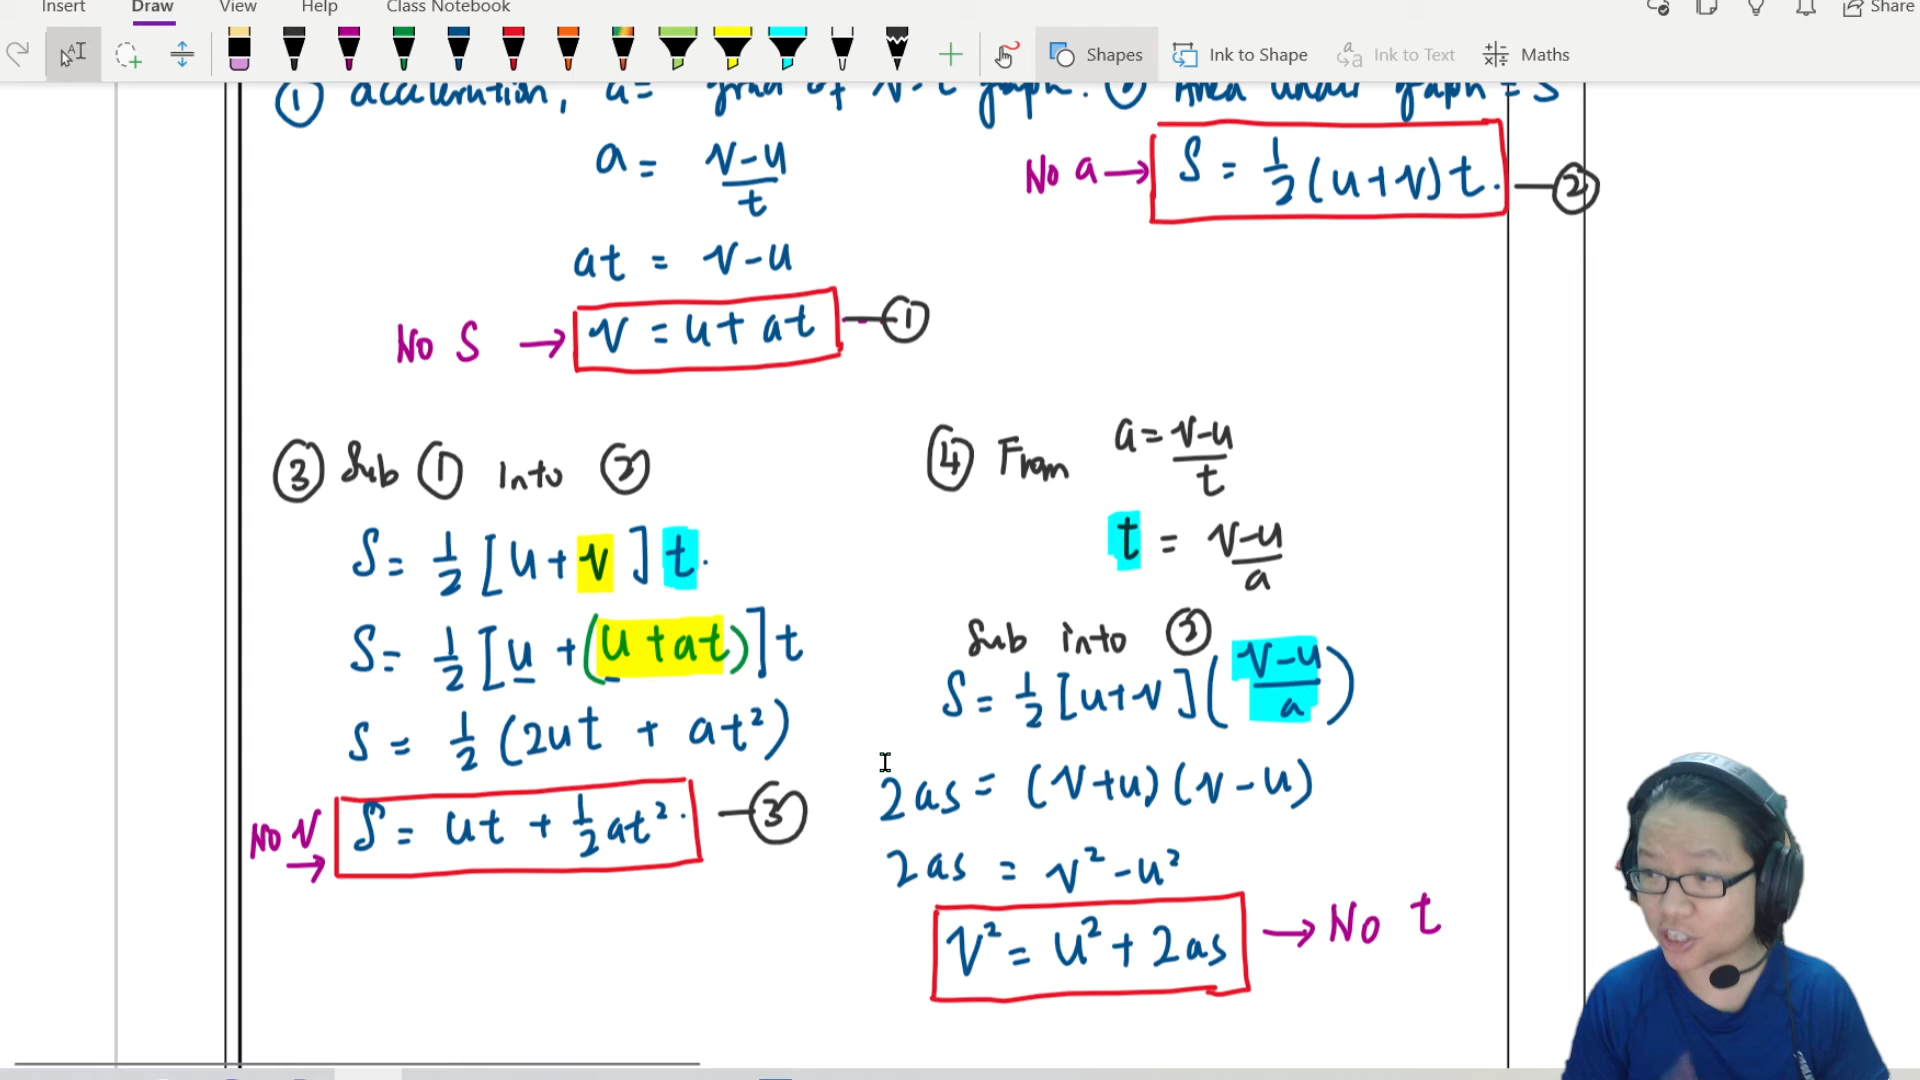 Insert Draw View Help Class Notebook Share
Shapes Ink to Shape Ink to Text Maths
① acceleration, a = grad of v-t graph. ② Area under graph = S
a = v-u / t
No a → S = 1/2 (u+v) t. — ②
at = v-u
No S → v = u + at — ①
③ Sub ① into ②
S = 1/2 [u + v] t.
S = 1/2 [u + (u + at)] t
S = 1/2 (2ut + at²)
No v → S = ut + 1/2 at². — ③
④ From a = v-u / t
t = v-u / a
Sub into ②
S = 1/2 [u+v] (v-u / a)
2as = (v+u)(v-u)
2as = v² - u²
v² = u² + 2as → No t